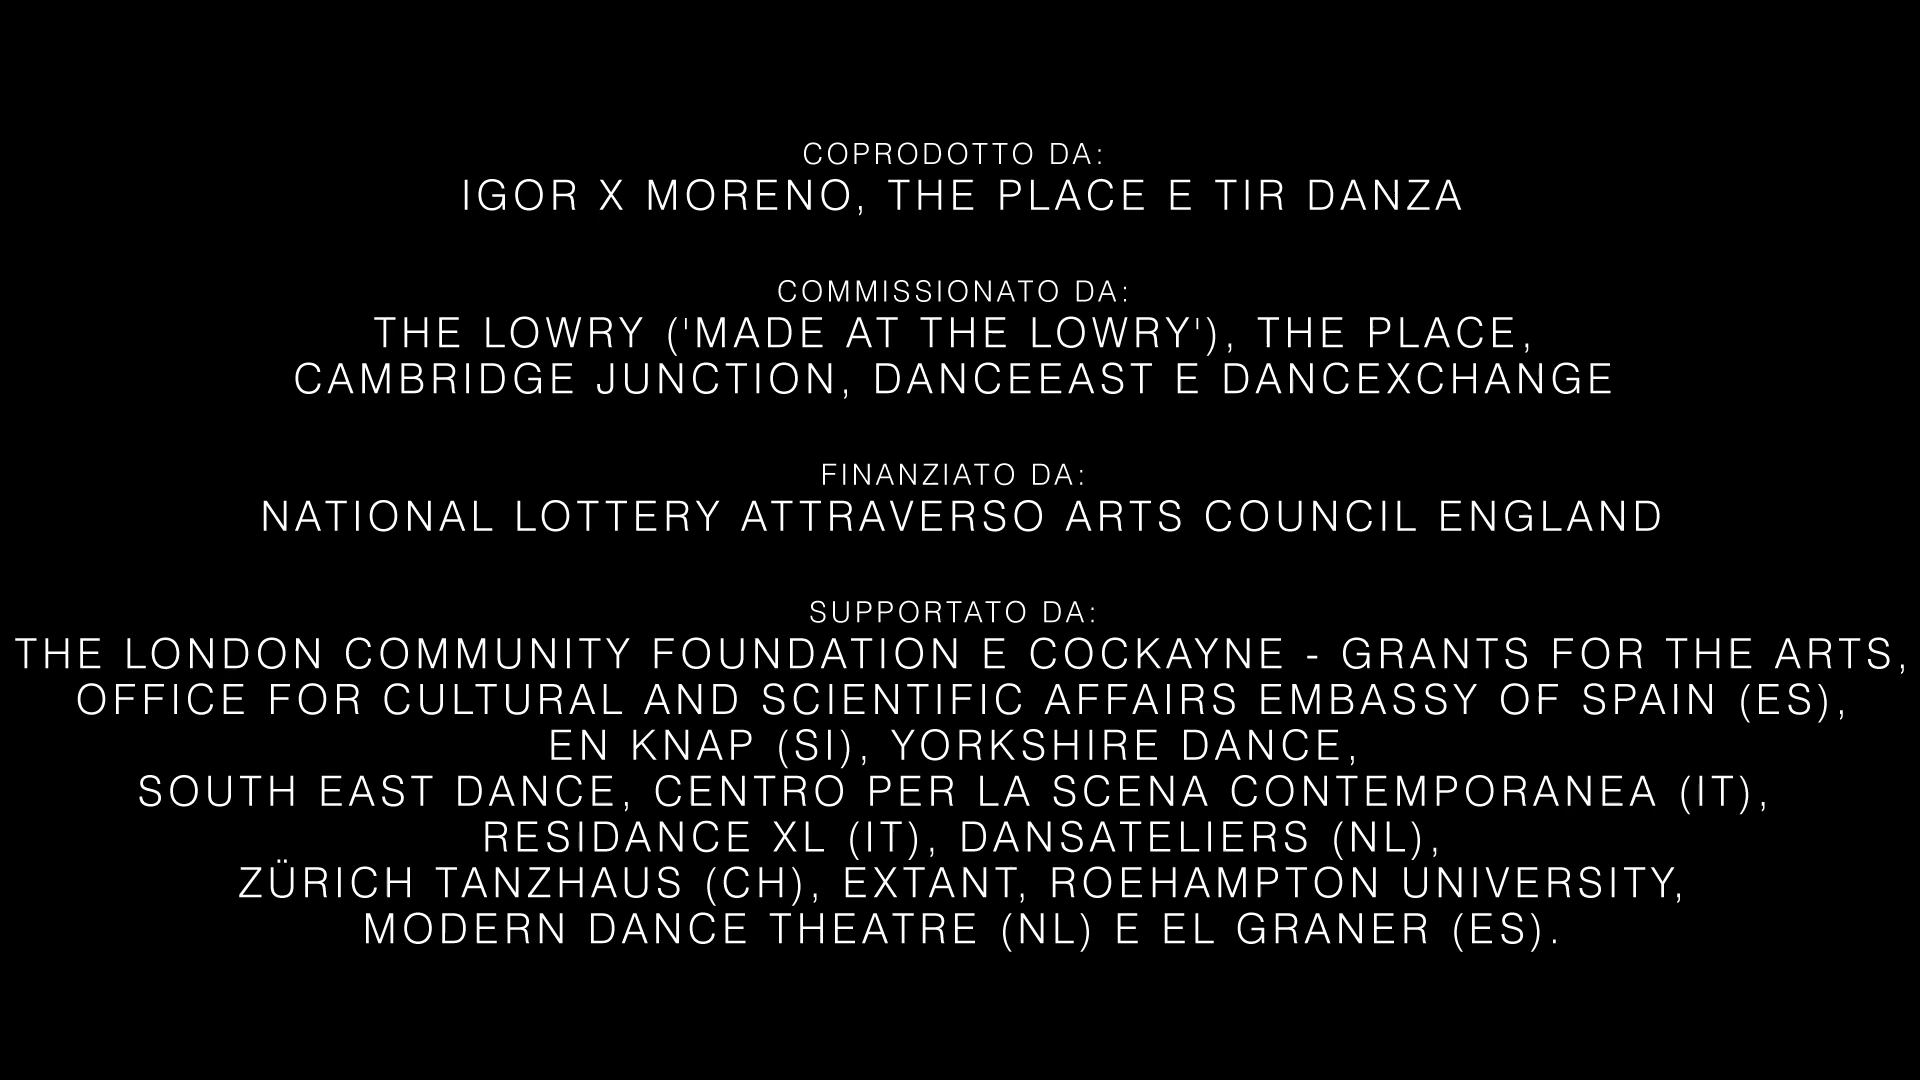 COPRODOTTO DA:
IGOR X MORENO, THE PLACE E TIR DANZA
COMMISSIONATO DA:
THE LOWRY ('MADE AT THE LOWRY'), THE PLACE,
CAMBRIDGE JUNCTION, DANCEEAST E DANCEXCHANGE
FINANZIATO DA:
NATIONAL LOTTERY ATTRAVERSO ARTS COUNCIL ENGLAND
SUPPORTATO DA:
THE LONDON COMMUNITY FOUNDATION E COCKAYNE - GRANTS FOR THE ARTS,
OFFICE FOR CULTURAL AND SCIENTIFIC AFFAIRS EMBASSY OF SPAIN (ES),
EN KNAP (SI), YORKSHIRE DANCE,
SOUTH EAST DANCE, CENTRO PER LA SCENA CONTEMPORANEA (IT),
RESIDANCE XL (IT), DANSATELIERS (NL),
ZÜRICH TANZHAUS (CH), EXTANT, ROEHAMPTON UNIVERSITY,
MODERN DANCE THEATRE (NL) E EL GRANER (ES).